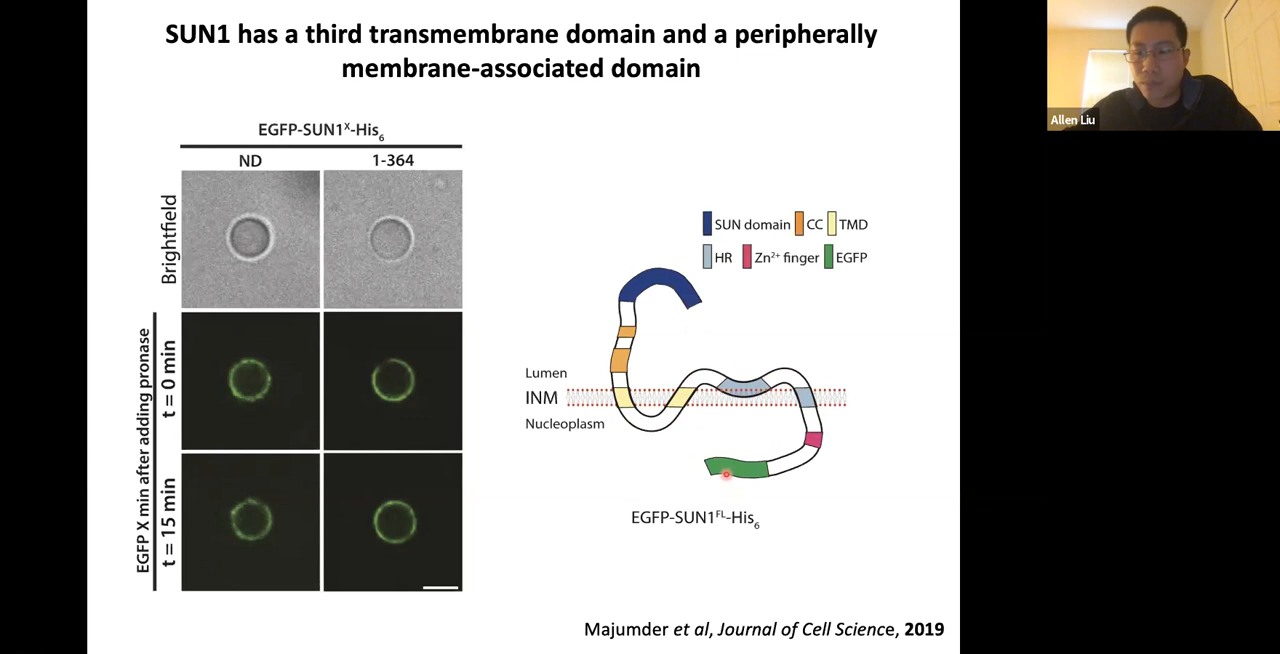 SUN1 has a third transmembrane domain and a peripherally
membrane-associated domain
Allen Liu
EGFP-SUN1ˣ-His₆
ND
1-364
Brightfield
EGFP X min after adding pronase
t = 0 min
t = 15 min
SUN domain
CC
TMD
HR
Zn²⁺ finger
EGFP
Lumen
INM
Nucleoplasm
EGFP-SUN1ᶠᴸ-His₆
Majumder et al, Journal of Cell Science, 2019